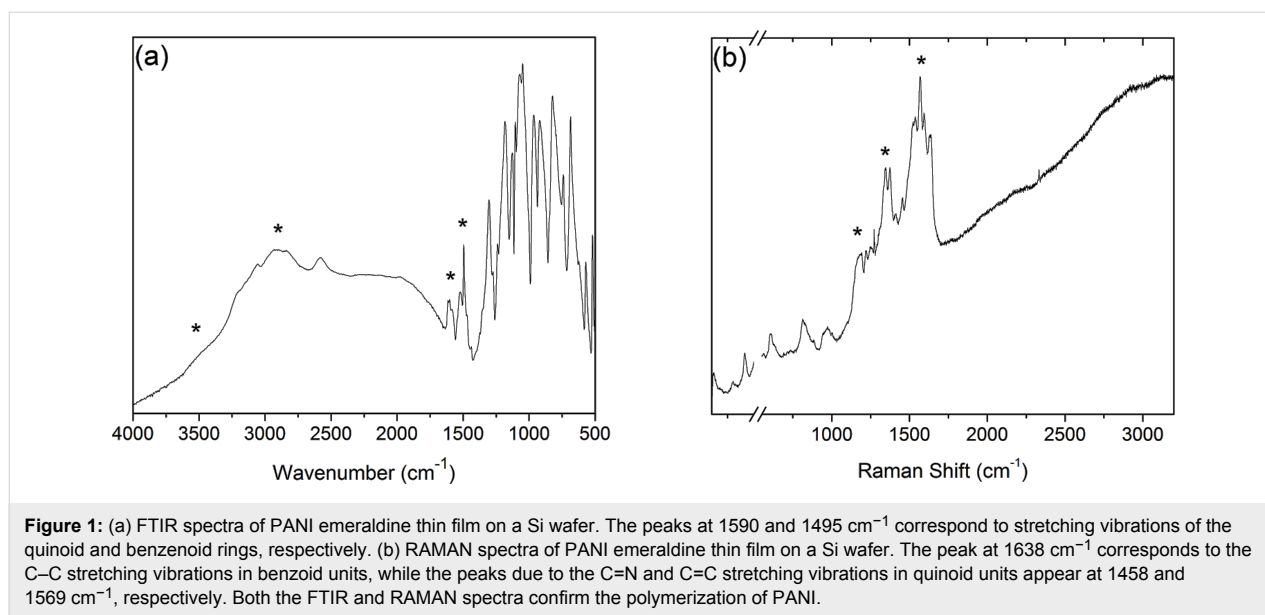 (a)
* * * *
4000 3500 3000 2500 2000 1500 1000 500
Wavenumber (cm⁻¹)
(b)
* * *
1000 1500 2000 2500 3000
Raman Shift (cm⁻¹)
Figure 1: (a) FTIR spectra of PANI emeraldine thin film on a Si wafer. The peaks at 1590 and 1495 cm⁻¹ correspond to stretching vibrations of the
quinoid and benzenoid rings, respectively. (b) RAMAN spectra of PANI emeraldine thin film on a Si wafer. The peak at 1638 cm⁻¹ corresponds to the
C–C stretching vibrations in benzoid units, while the peaks due to the C=N and C=C stretching vibrations in quinoid units appear at 1458 and
1569 cm⁻¹, respectively. Both the FTIR and RAMAN spectra confirm the polymerization of PANI.